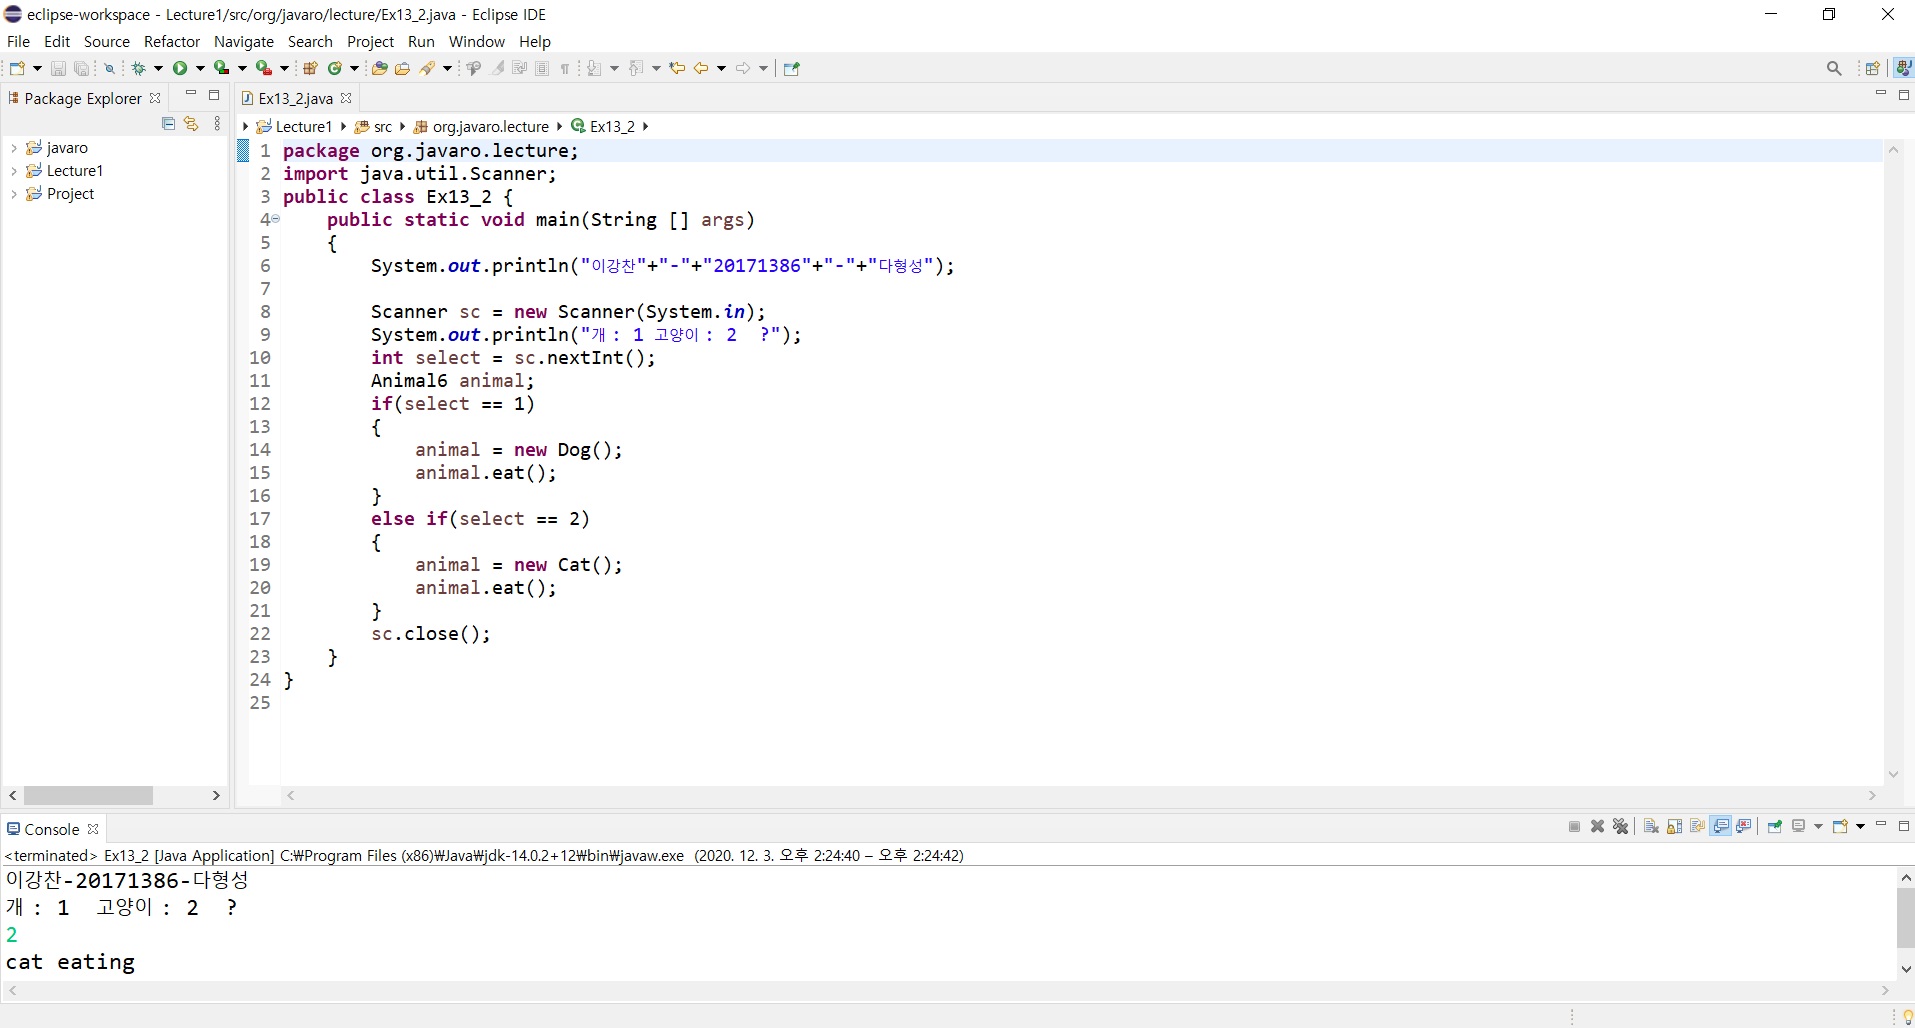 eclipse-workspace - Lecture1/src/org/javaro/lecture/Ex13_2.java - Eclipse IDE
File Edit Source Refactor Navigate Search Project Run Window Help
Package Explorer
Ex13_2.java
Lecture1 src org.javaro.lecture Ex13_2
javaro
Lecture1
Project
1 package org.javaro.lecture;
2 import java.util.Scanner;
3 public class Ex13_2 {
4 public static void main(String [] args)
5 {
6 System.out.println("이강찬"+"-"+"20171386"+"-"+"다형성");
7
8 Scanner sc = new Scanner(System.in);
9 System.out.println("개 : 1 고양이 : 2  ?");
10 int select = sc.nextInt();
11 Animal6 animal;
12 if(select == 1)
13 {
14 animal = new Dog();
15 animal.eat();
16 }
17 else if(select == 2)
18 {
19 animal = new Cat();
20 animal.eat();
21 }
22 sc.close();
23 }
24 }
25
Console
<terminated> Ex13_2 [Java Application] C:₩Program Files (x86)₩Java₩jdk-14.0.2+12₩bin₩javaw.exe (2020. 12. 3. 오후 2:24:40 – 오후 2:24:42)
이강찬-20171386-다형성
개 : 1  고양이 : 2  ?
2
cat eating